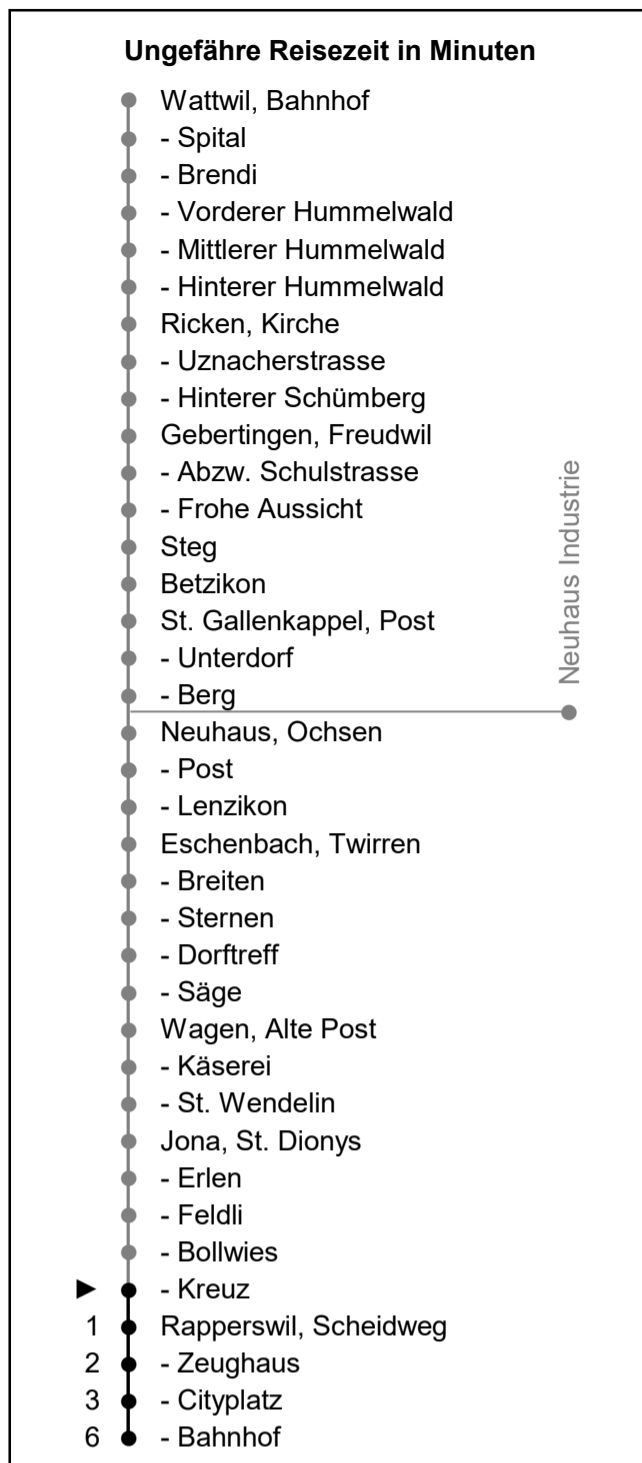 Ungefähre Reisezeit in Minuten
Wattwil, Bahnhof
- Spital
- Brendi
- Vorderer Hummelwald
- Mittlerer Hummelwald
- Hinterer Hummelwald
Ricken, Kirche
- Uznacherstrasse
- Hinterer Schümberg
Gebertingen, Freudwil
- Abzw. Schulstrasse
- Frohe Aussicht
Steg
Betzikon
St. Gallenkappel, Post
- Unterdorf
- Berg
Neuhaus Industrie
Neuhaus, Ochsen
- Post
- Lenzikon
Eschenbach, Twirren
- Breiten
- Sternen
- Dorftreff
- Säge
Wagen, Alte Post
- Käserei
- St. Wendelin
Jona, St. Dionys
- Erlen
- Feldli
- Bollwies
► - Kreuz
1 Rapperswil, Scheidweg
2 - Zeughaus
3 - Cityplatz
6 - Bahnhof